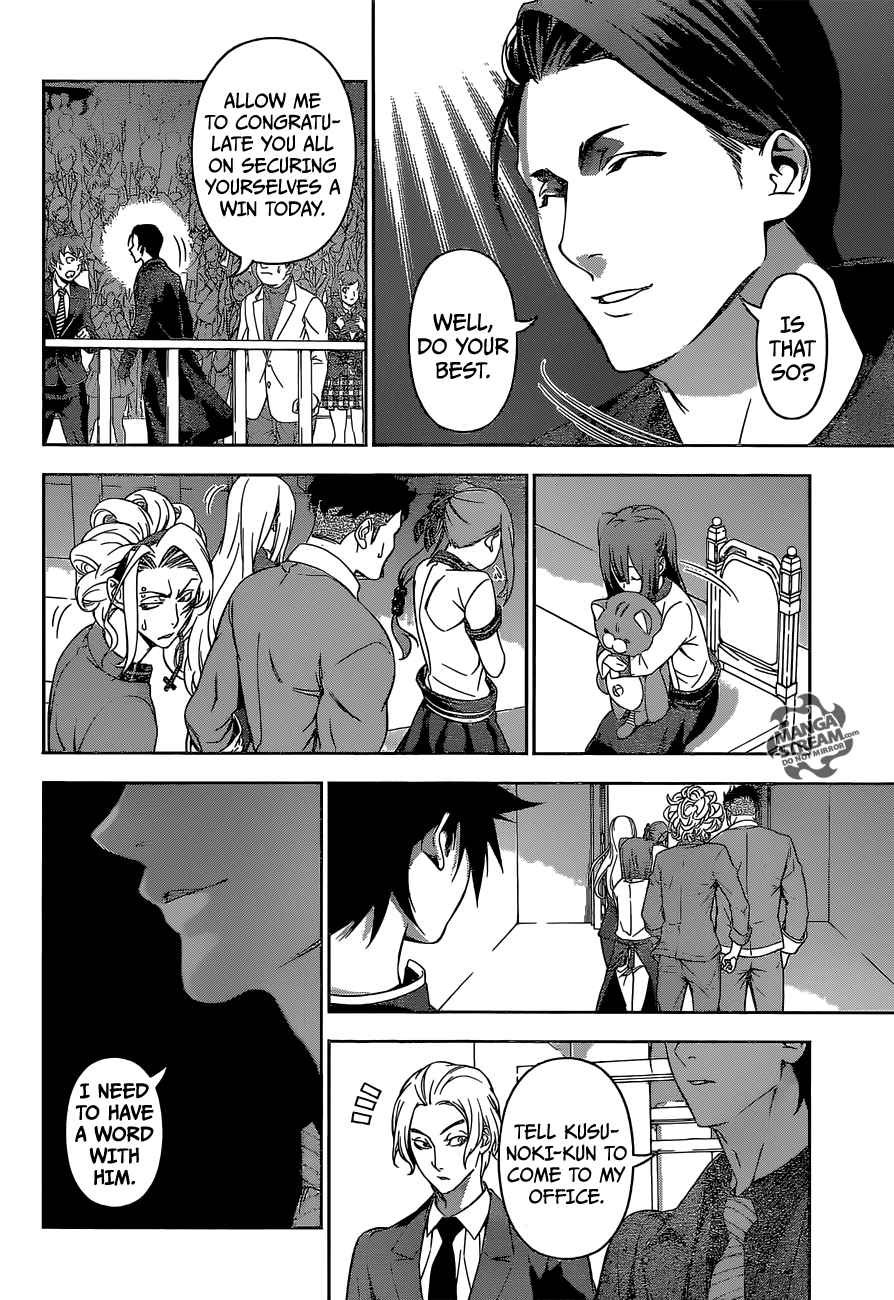 IS
THAT
SO?
WELL,
DO YOUR
BEST.
ALLOW ME
TO CONGRATU-
LATE YOU ALL
ON SECURING
YOURSELVES A
WIN TODAY.
MANGA
STREAM.com
DO NOT MIRROR
TELL KUSU-
NOKI-KUN TO
COME TO MY
OFFICE.
I NEED
TO HAVE
A WORD
WITH
HIM.